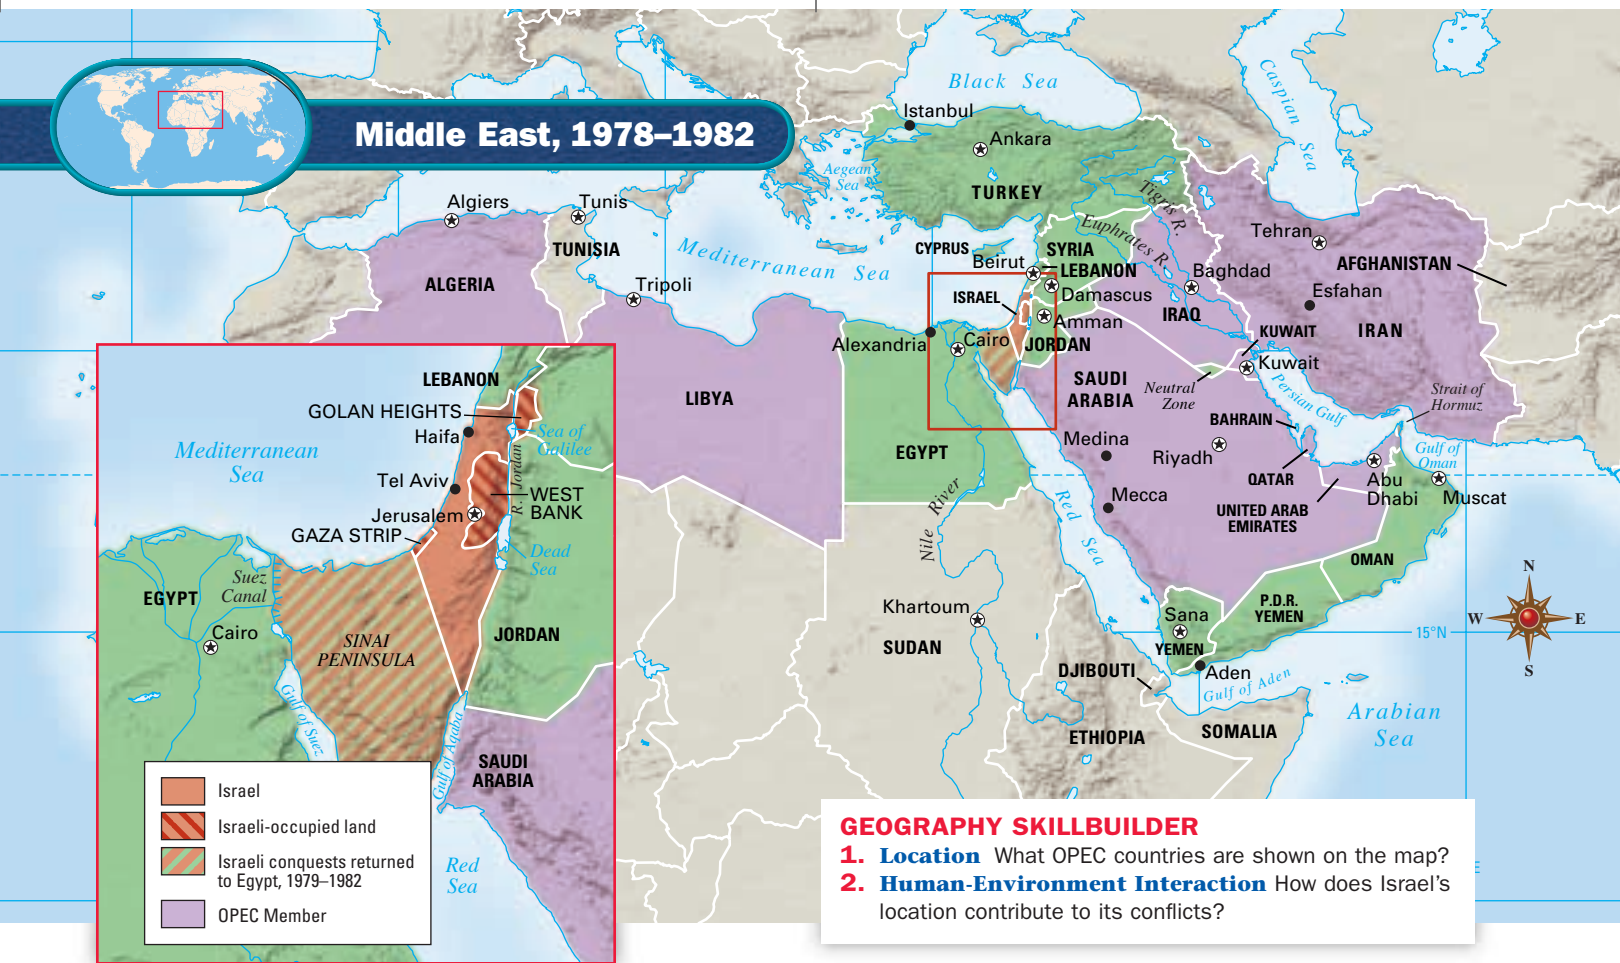 Middle East, 1978–1982
Black Sea
Caspian Sea
Istanbul
Ankara
Aegean
Sea
TURKEY
Tigris R.
Algiers
Tunis
TUNISIA
Mediterranean Sea
CYPRUS
SYRIA
Euphrates R.
Tehran
Beirut
LEBANON
Baghdad
AFGHANISTAN
ALGERIA
Tripoli
ISRAEL
Damascus
Esfahan
Amman
IRAQ
IRAN
Alexandria
Cairo
JORDAN
KUWAIT
Kuwait
LIBYA
SAUDI
ARABIA
Neutral
Zone
Persian Gulf
Strait of
Hormuz
BAHRAIN
EGYPT
Medina
Riyadh
Gulf of
Oman
QATAR
Abu
Dhabi
Muscat
Mecca
UNITED ARAB
EMIRATES
Nile River
Red Sea
OMAN
Khartoum
SUDAN
Sana
YEMEN
P.D.R.
YEMEN
15°N
N
W
E
S
DJIBOUTI
Aden
Gulf of Aden
Arabian
Sea
ETHIOPIA
SOMALIA
LEBANON
GOLAN HEIGHTS
Haifa
Sea of
Galilee
Mediterranean
Sea
R. Jordan
Tel Aviv
WEST
BANK
Jerusalem
GAZA STRIP
Dead
Sea
Suez
Canal
EGYPT
Cairo
SINAI
PENINSULA
JORDAN
Gulf of Suez
Gulf of Aqaba
SAUDI
ARABIA
Red
Sea
Israel
Israeli-occupied land
Israeli conquests returned
to Egypt, 1979–1982
OPEC Member
GEOGRAPHY SKILLBUILDER
1. Location What OPEC countries are shown on the map?
2. Human-Environment Interaction How does Israel's
location contribute to its conflicts?
E